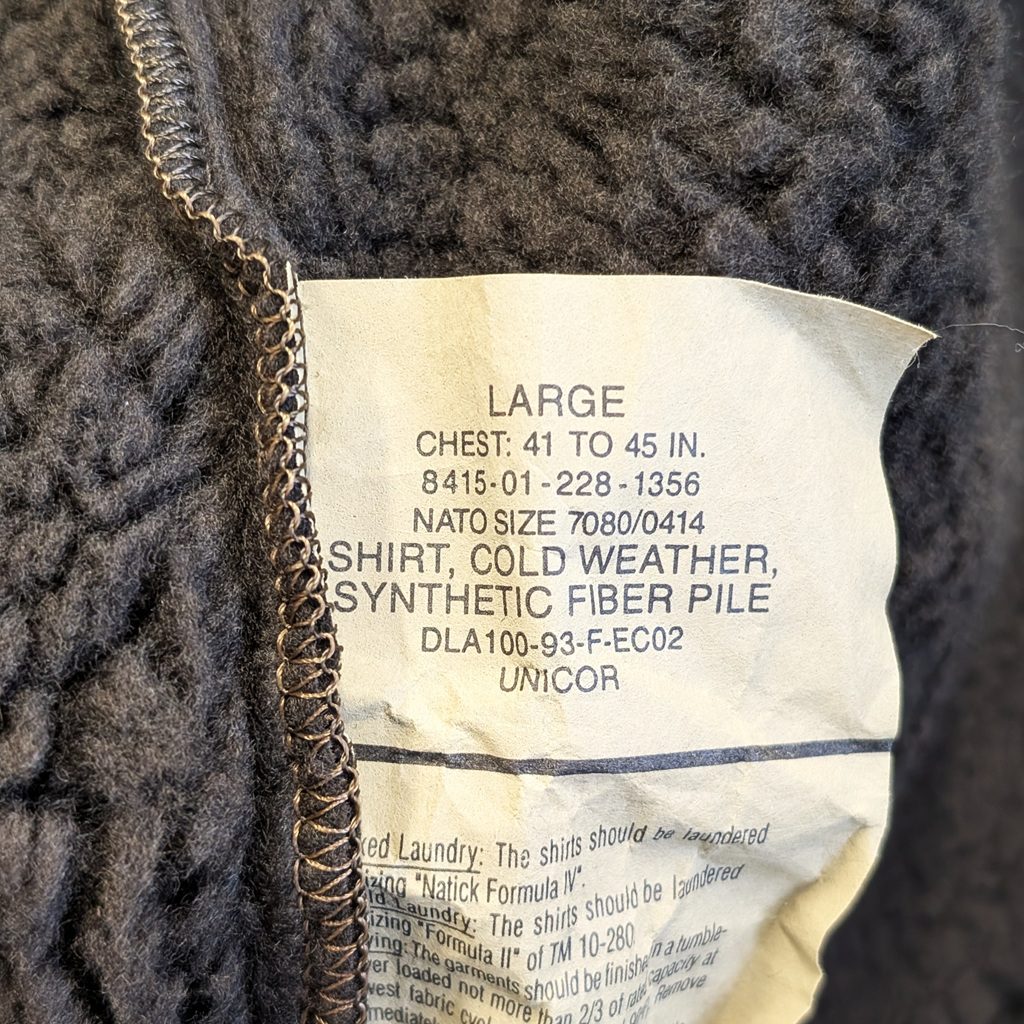 LARGE
CHEST: 41 TO 45 IN.
8415-01-228-1356
NATO SIZE 7080/0414
SHIRT, COLD WEATHER,
SYNTHETIC FIBER PILE
DLA100-93-F-EC02
UNICOR
Laundry: The shirts should be laundered
"Natick Formula IV".
Laundry: The shirts should be laundered
"Formula II" of TM 10-280
The garments should be finished in a tumble-
loaded not more than 2/3 of rated capacity at
fabric Remove